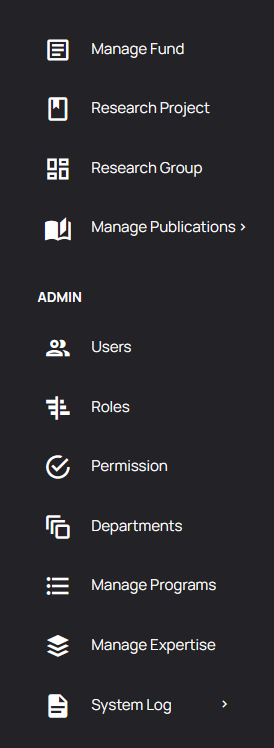 Manage Fund
Research Project
Research Group
Manage Publications ›
ADMIN
Users
Roles
Permission
Departments
Manage Programs
Manage Expertise
System Log ›